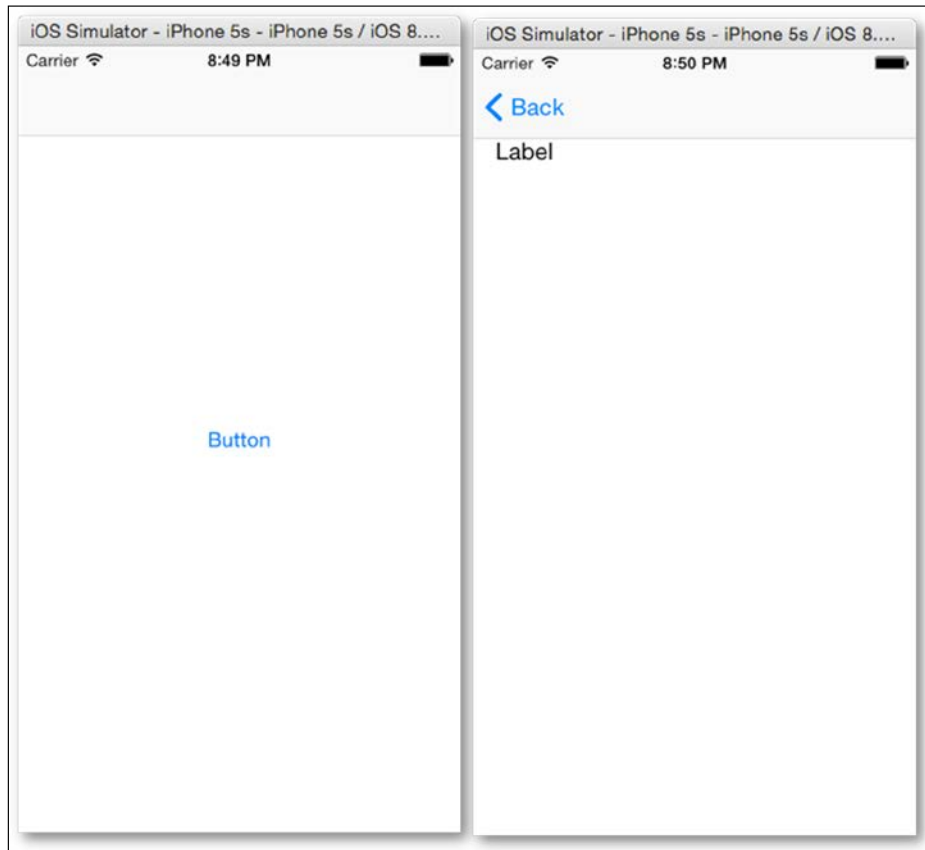 iOS Simulator - iPhone 5s - iPhone 5s / iOS 8....
Carrier
8:49 PM
Button
iOS Simulator - iPhone 5s - iPhone 5s / iOS 8....
Carrier
8:50 PM
Back
Label